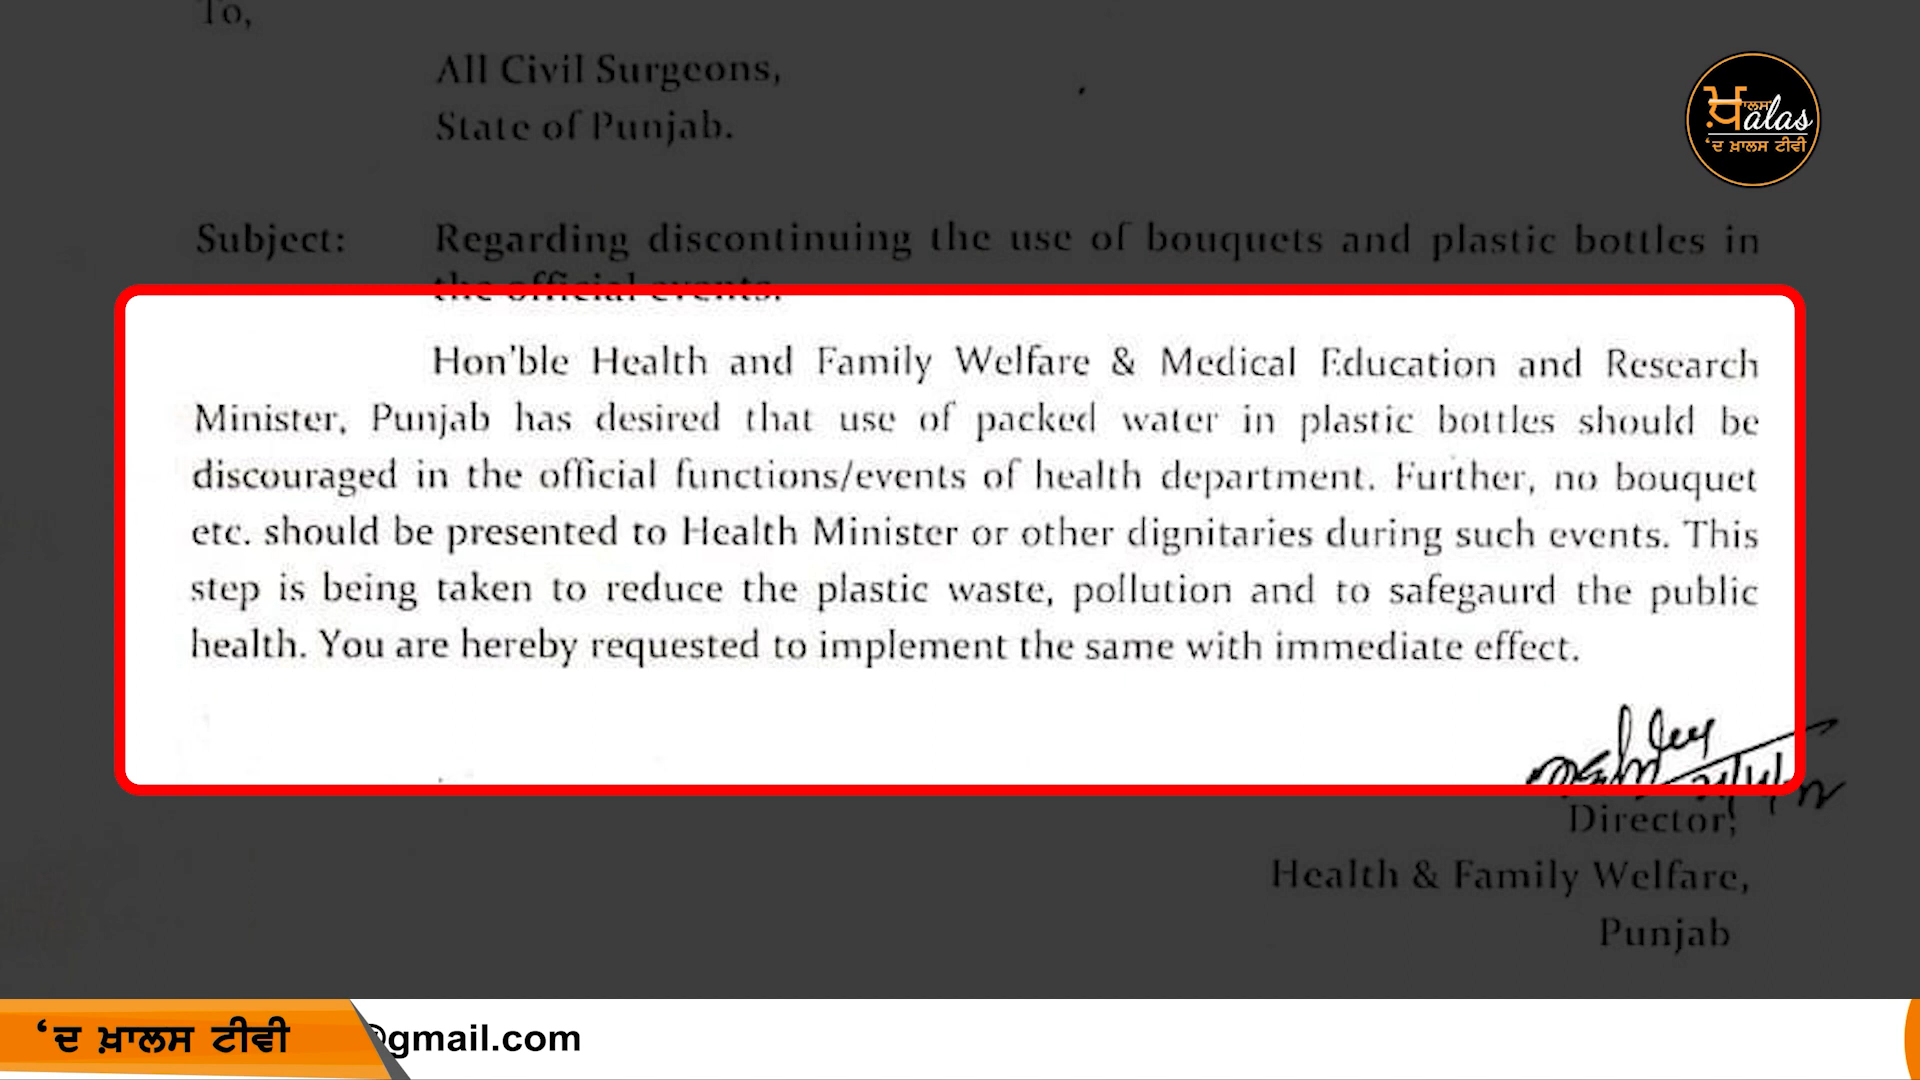 To,
All Civil Surgeons,
State of Punjab.
ਖ਼ਾਲਸ
alas
‘ਦ ਖ਼ਾਲਸ ਟੀਵੀ
Subject: Regarding discontinuing the use of bouquets and plastic bottles in
the official events.
Hon'ble Health and Family Welfare & Medical Education and Research
Minister, Punjab has desired that use of packed water in plastic bottles should be
discouraged in the official functions/events of health department. Further, no bouquet
etc. should be presented to Health Minister or other dignitaries during such events. This
step is being taken to reduce the plastic waste, pollution and to safegaurd the public
health. You are hereby requested to implement the same with immediate effect.
Director,
Health & Family Welfare,
Punjab
‘ਦ ਖ਼ਾਲਸ ਟੀਵੀ @gmail.com